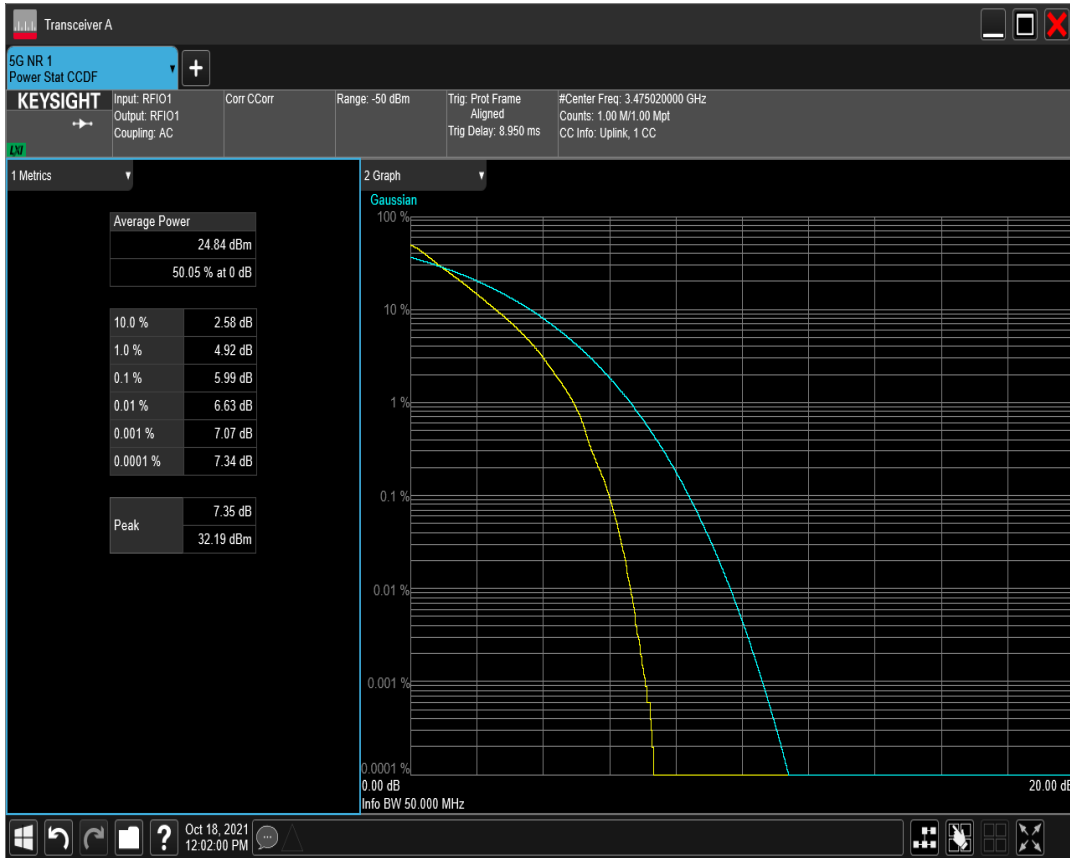 Transceiver A
5G NR 1
Power Stat CCDF
KEYSIGHT
LXI
Input: RFIO1
Output: RFIO1
Coupling: AC
Corr CCorr
Range: -50 dBm
Trig: Prot Frame
Aligned
Trig Delay: 8.950 ms
#Center Freq: 3.475020000 GHz
Counts: 1.00 M/1.00 Mpt
CC Info: Uplink, 1 CC
1 Metrics
Average Power
24.84 dBm
50.05 % at 0 dB
10.0 % 2.58 dB
1.0 % 4.92 dB
0.1 % 5.99 dB
0.01 % 6.63 dB
0.001 % 7.07 dB
0.0001 % 7.34 dB
Peak 7.35 dB
32.19 dBm
2 Graph
Gaussian
100 %
10 %
1 %
0.1 %
0.01 %
0.001 %
0.0001 %
0.00 dB 20.00 dB
Info BW 50.000 MHz
Oct 18, 2021
12:02:00 PM